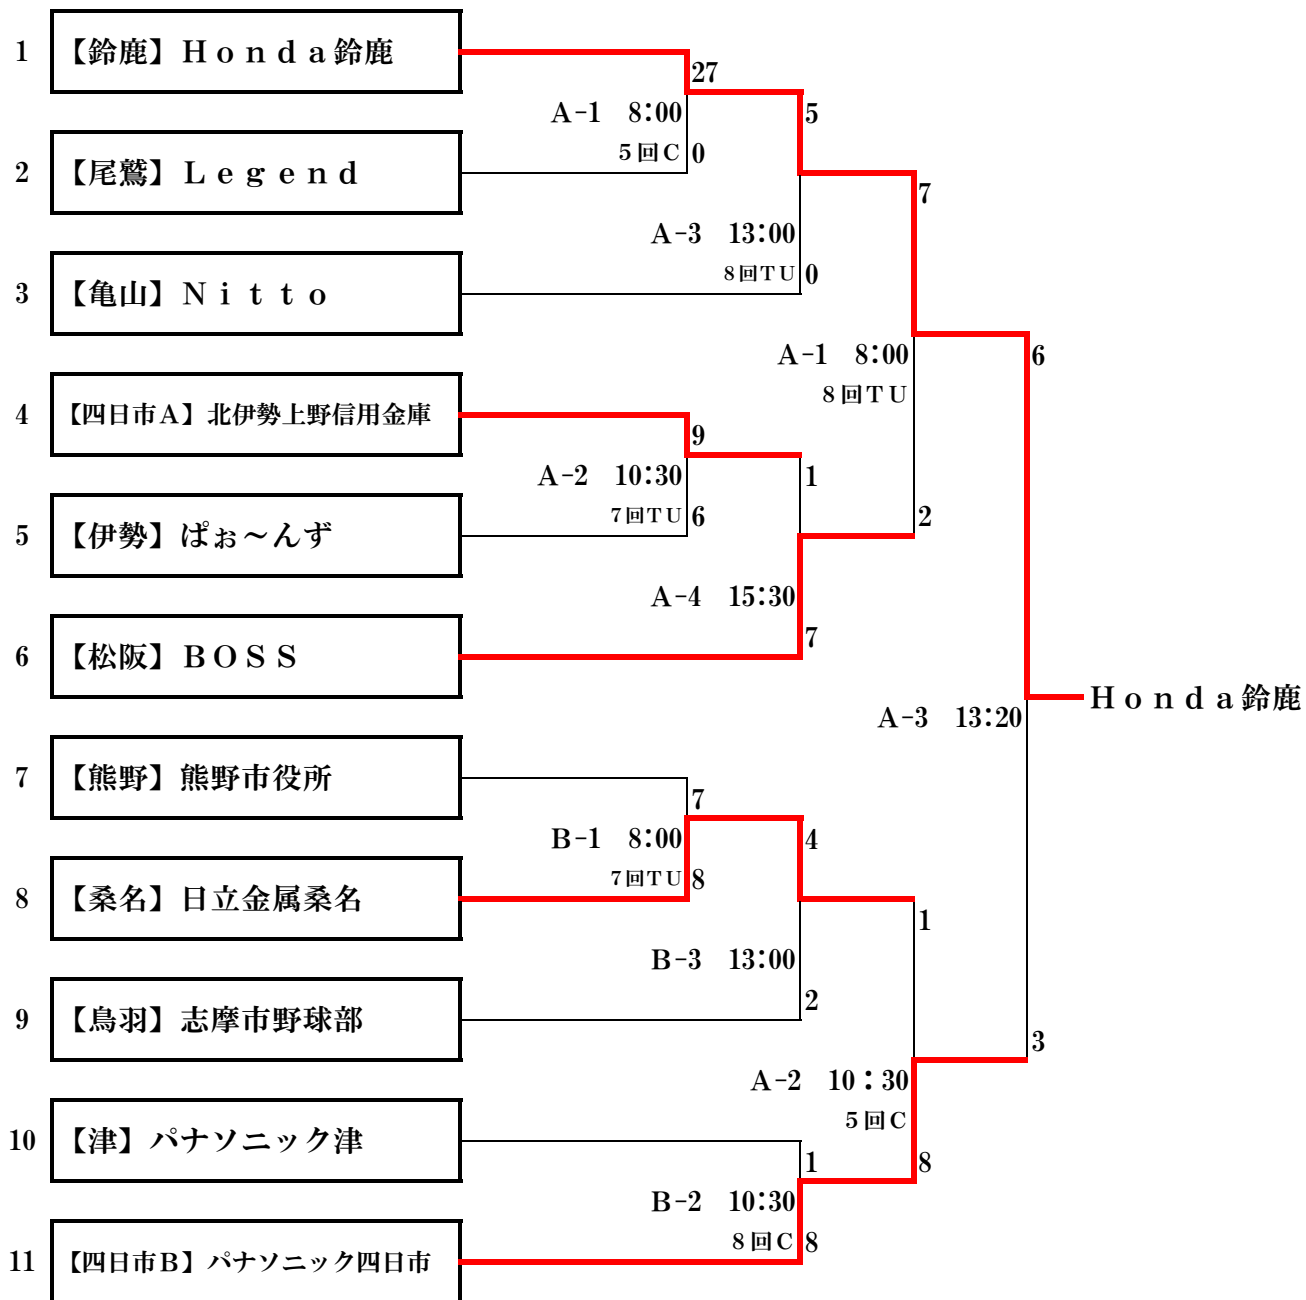 1 【鈴鹿】Ｈｏｎｄａ鈴鹿
27
A-1 8:00
5
5回C 0
2 【尾鷲】Ｌｅｇｅｎｄ
7
A-3 13:00
8回TU 0
3 【亀山】Ｎｉｔｔｏ
A-1 8:00
6
8回TU
4 【四日市A】北伊勢上野信用金庫
9
A-2 10:30
1
7回TU 6
2
5 【伊勢】ぱぉ～んず
A-4 15:30
7
6 【松阪】ＢＯＳＳ
Ｈｏｎｄａ鈴鹿
A-3 13:20
7 【熊野】熊野市役所
7
B-1 8:00
4
7回TU 8
8 【桑名】日立金属桑名
1
B-3 13:00
2
9 【鳥羽】志摩市野球部
3
A-2 10：30
5回C
10 【津】パナソニック津
1
8
B-2 10:30
8回C 8
11 【四日市B】パナソニック四日市